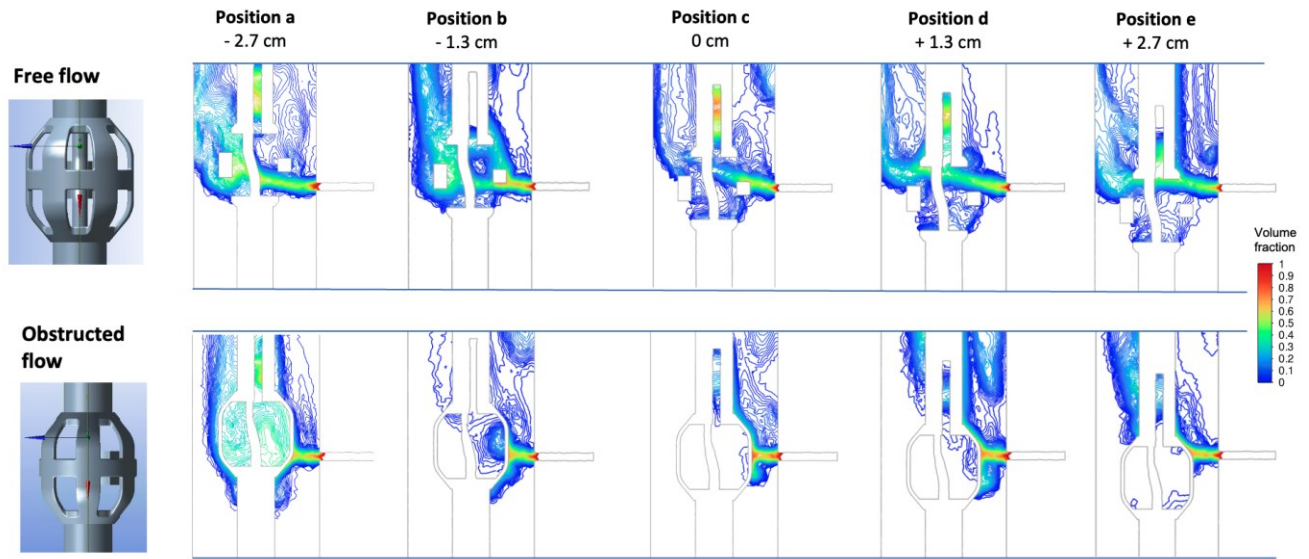 Position a
- 2.7 cm
Position b
- 1.3 cm
Position c
0 cm
Position d
+ 1.3 cm
Position e
+ 2.7 cm
Free flow
Volume
fraction
1
0.9
0.8
0.7
0.6
0.5
0.4
0.3
0.2
0.1
0
Obstructed
flow